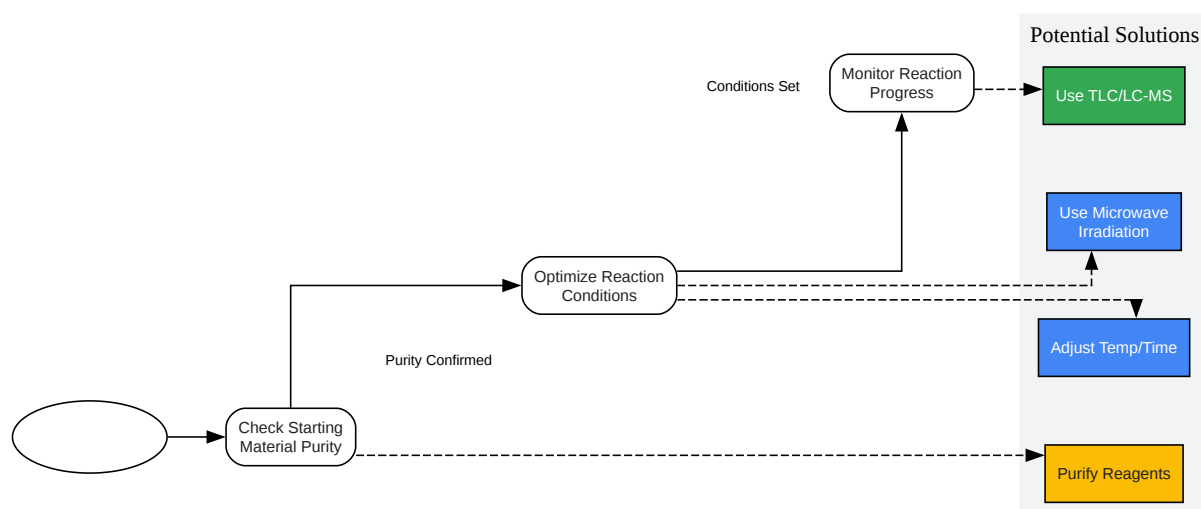 Potential Solutions
Monitor Reaction
Progress
Conditions Set
Use TLC/LC-MS
Use Microwave
Irradiation
Optimize Reaction
Conditions
Adjust Temp/Time
Purity Confirmed
Check Starting
Material Purity
Purify Reagents